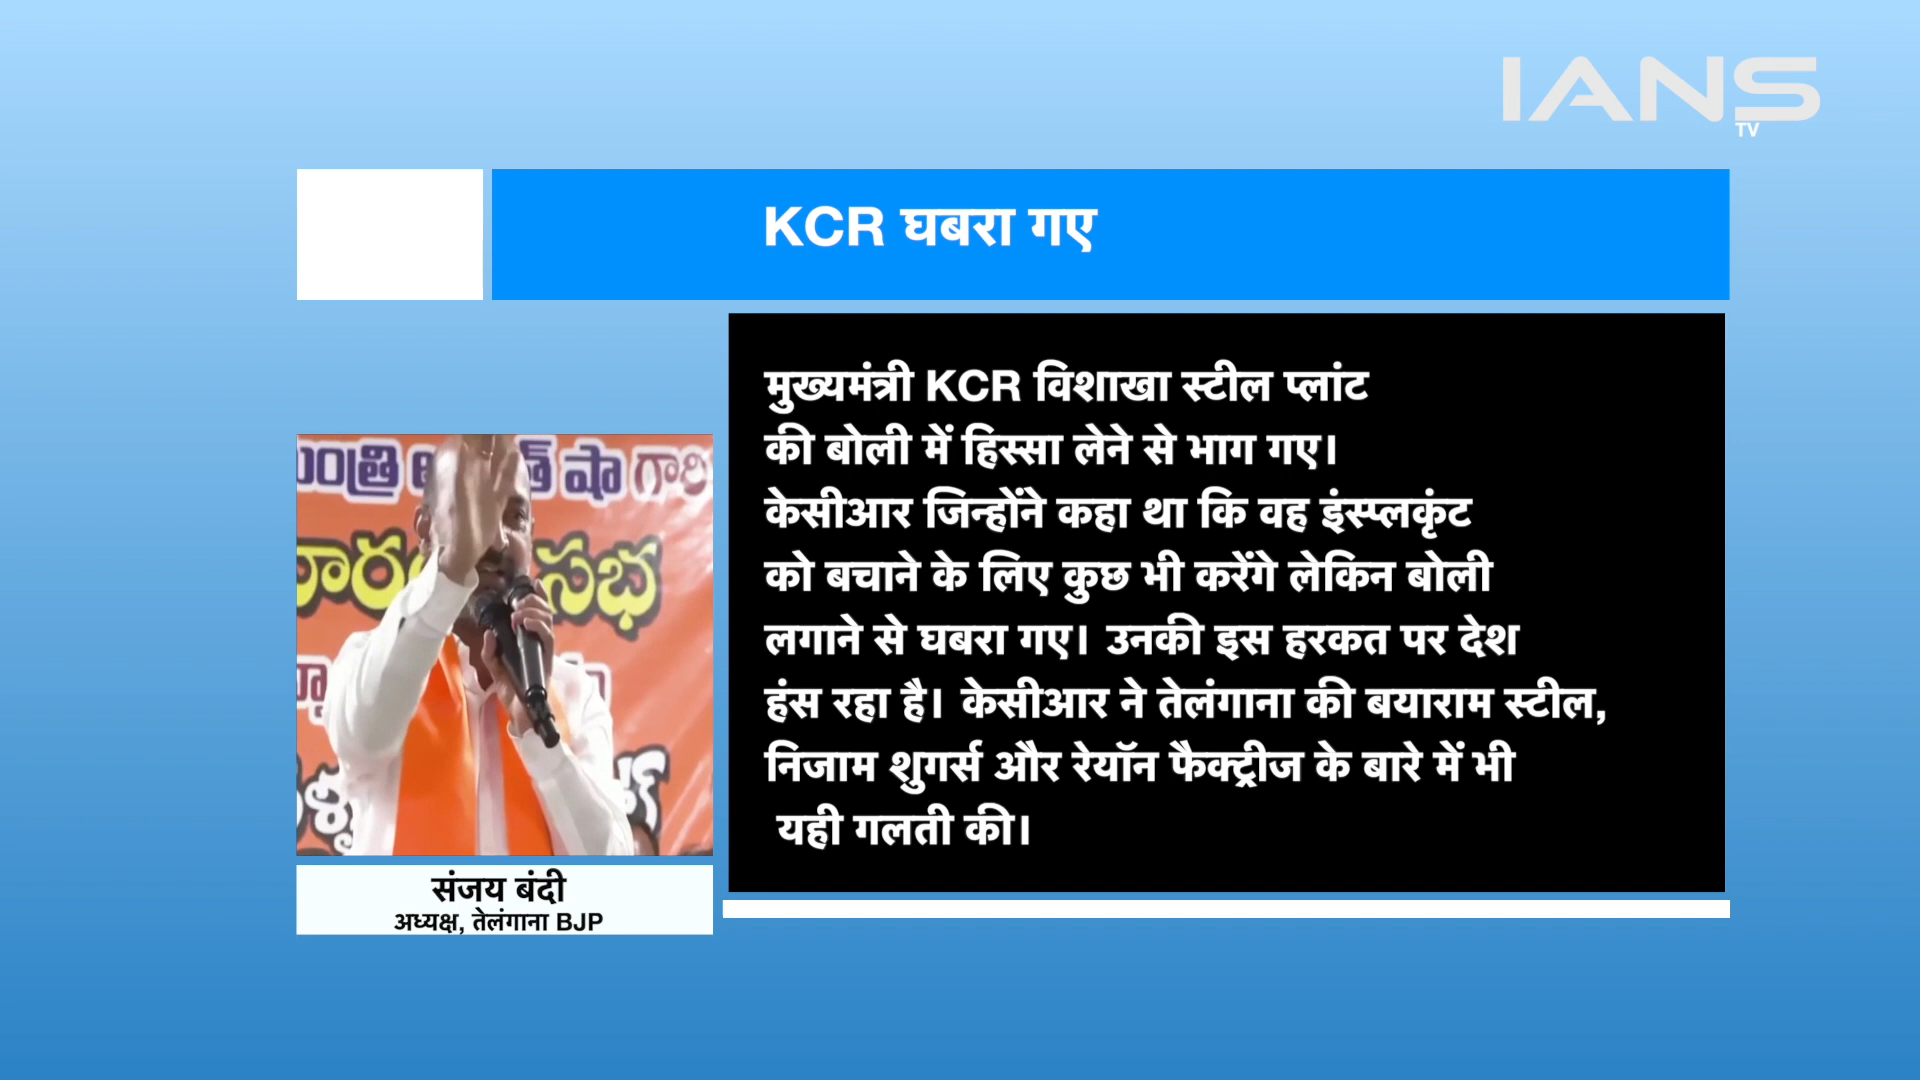 IANS
TV
KCR घबरा गए
मुख्यमंत्री KCR विशाखा स्टील प्लांट
की बोली में हिस्सा लेने से भाग गए।
केसीआर जिन्होंने कहा था कि वह इंस्प्लकृंट
को बचाने के लिए कुछ भी करेंगे लेकिन बोली
लगाने से घबरा गए। उनकी इस हरकत पर देश
हंस रहा है। केसीआर ने तेलंगाना की बयाराम स्टील,
निजाम शुगर्स और रेयॉन फैक्ट्रीज के बारे में भी
यही गलती की।
షా గారి
సభ
संजय बंदी
अध्यक्ष, तेलंगाना BJP